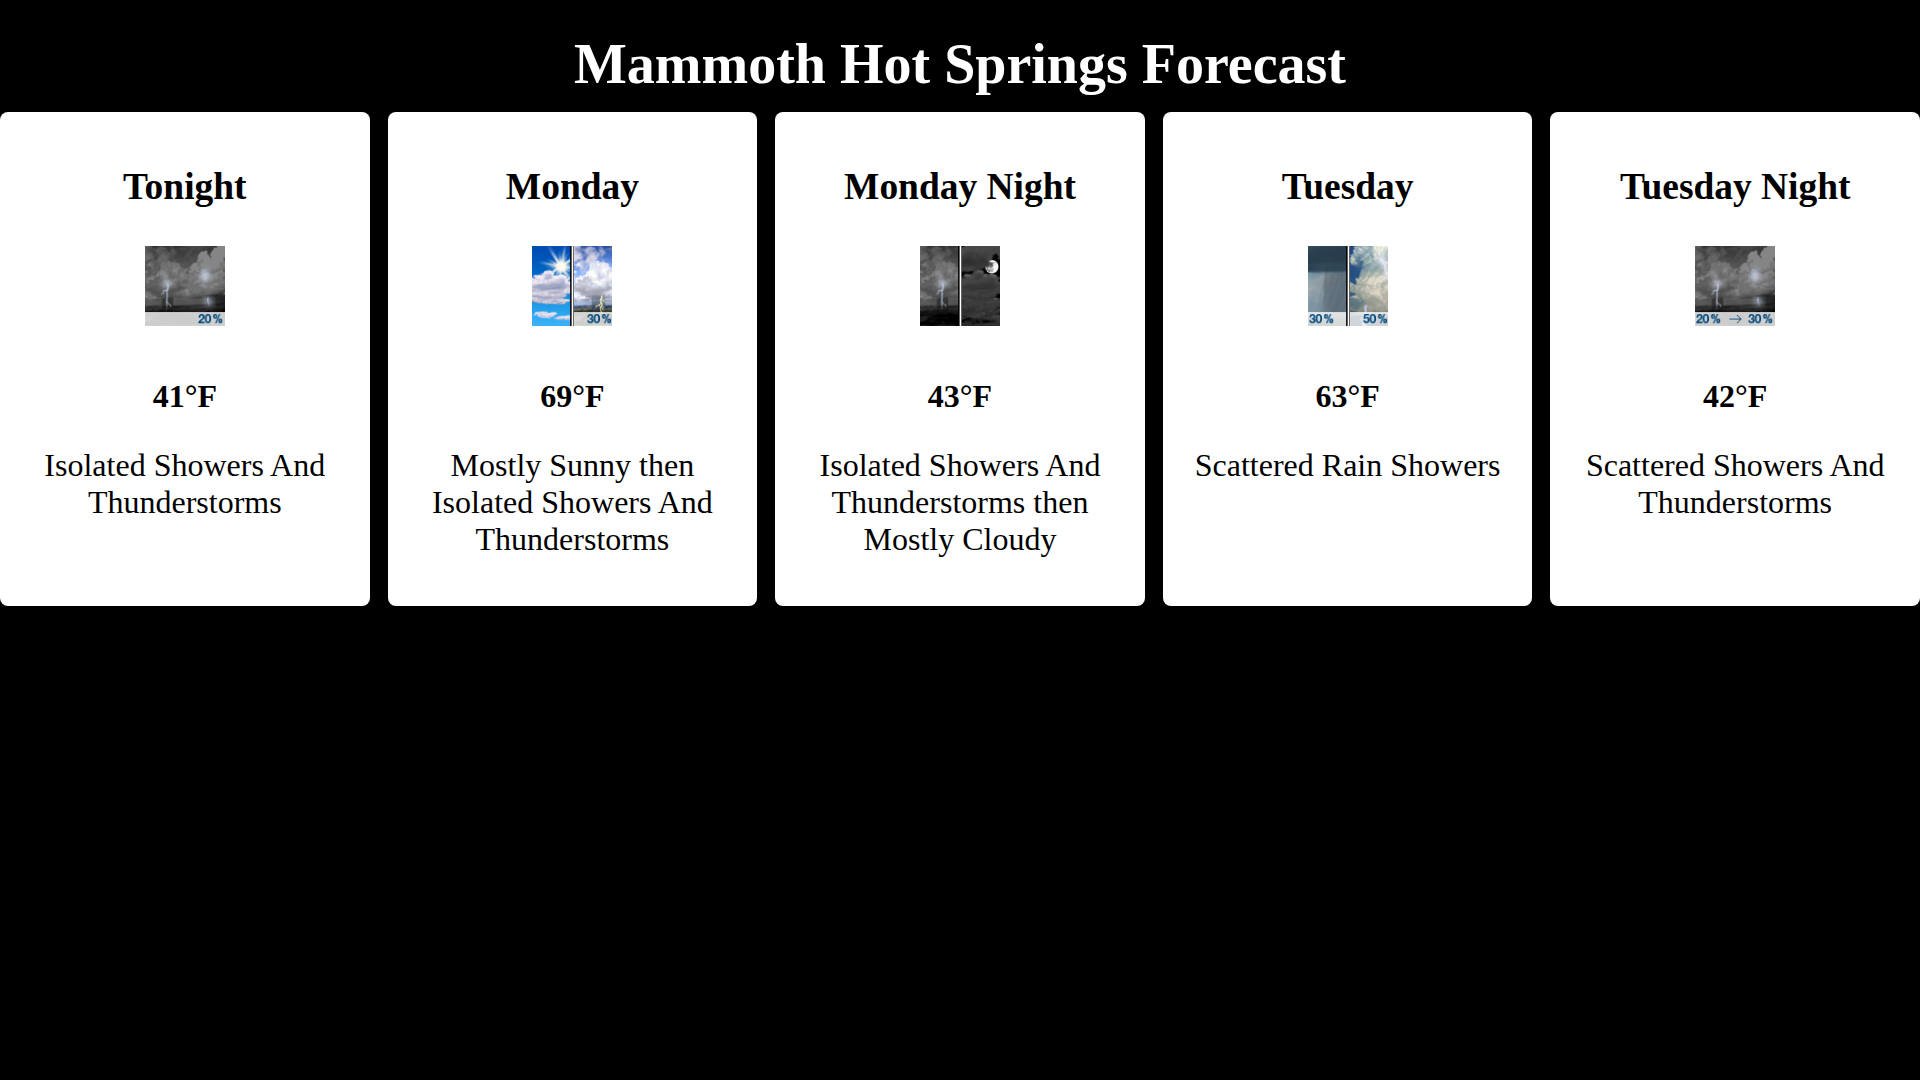 Mammoth Hot Springs Forecast
Tonight
20%
41°F
Isolated Showers And
Thunderstorms
Monday
30%
69°F
Mostly Sunny then
Isolated Showers And
Thunderstorms
Monday Night
43°F
Isolated Showers And
Thunderstorms then
Mostly Cloudy
Tuesday
30% 50%
63°F
Scattered Rain Showers
Tuesday Night
20% → 30%
42°F
Scattered Showers And
Thunderstorms